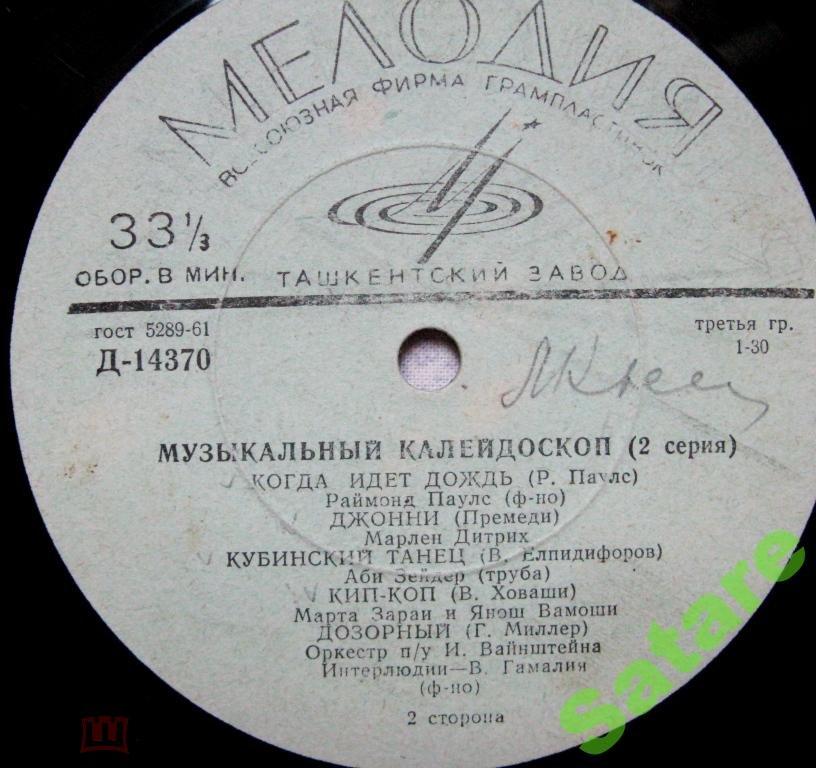 МЕЛОДИЯ
ВСЕСОЮЗНАЯ ФИРМА ГРАМПЛАСТИНОК
33⅓
ОБОР. В МИН. ТАШКЕНТСКИЙ ЗАВОД
гост 5289-61
Д-14370
третья гр.
1-30
МУЗЫКАЛЬНЫЙ КАЛЕЙДОСКОП (2 серия)
КОГДА ИДЕТ ДОЖДЬ (Р. Паулс)
Раймонд Паулс (ф-но)
ДЖОННИ (Премеди)
Марлен Дитрих
КУБИНСКИЙ ТАНЕЦ (В. Елпидифоров)
Аби Зейдер (труба)
КИП-КОП (В. Ховаши)
Марта Зараи и Янош Вамоши
ДОЗОРНЫЙ (Г. Миллер)
Оркестр п/у И. Вайнштейна
Интерлюдии—В. Гамалия
(ф-но)
2 сторона
Satare